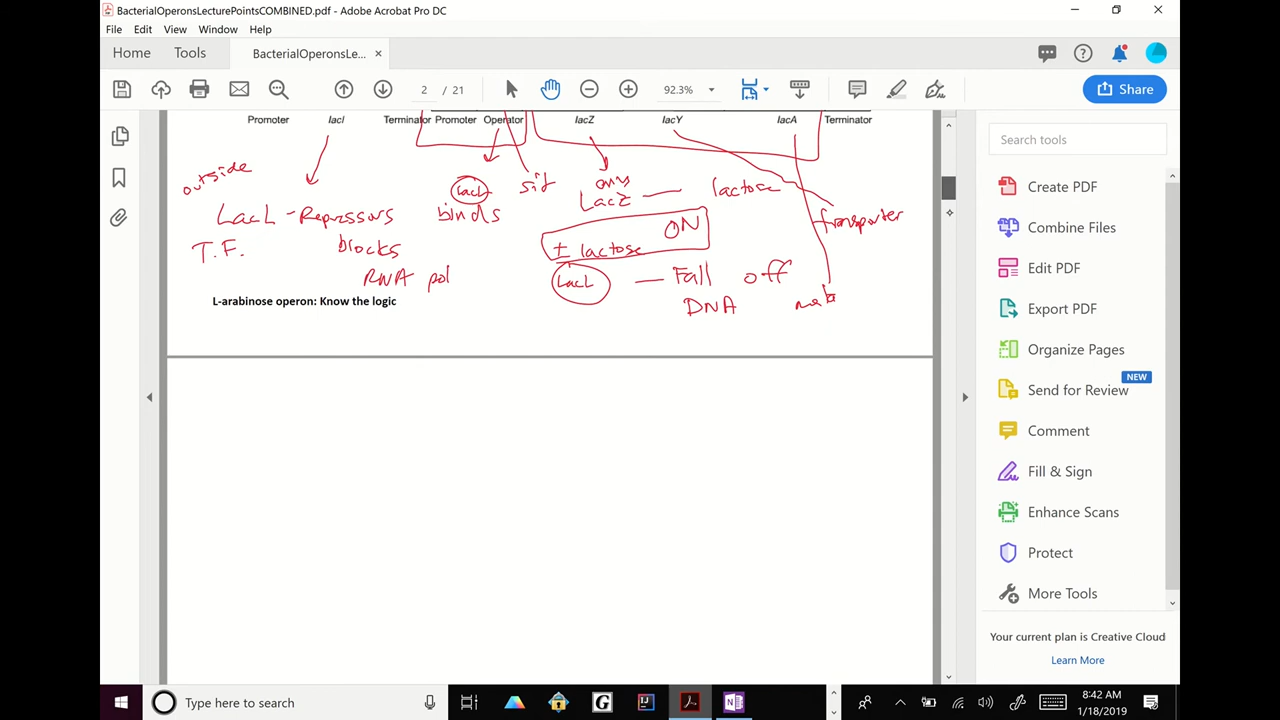 BacterialOperonsLecturePointsCOMBINED.pdf - Adobe Acrobat Pro DC
File Edit View Window Help
Home Tools BacterialOperonsLe... ×
2 / 21 92.3% Share
Promoter lacI Terminator Promoter Operator lacZ lacY lacA Terminator
outside
LacI - Repressors
T.F. blocks
RNA pol
LacI
binds
sit
LacZ — lactose
transporter
ON
± lactose
LacI — Fall off
DNA
L-arabinose operon: Know the logic
Search tools
Create PDF
Combine Files
Edit PDF
Export PDF
Organize Pages
NEW
Send for Review
Comment
Fill & Sign
Enhance Scans
Protect
More Tools
Your current plan is Creative Cloud
Learn More
Type here to search
8:42 AM
1/18/2019